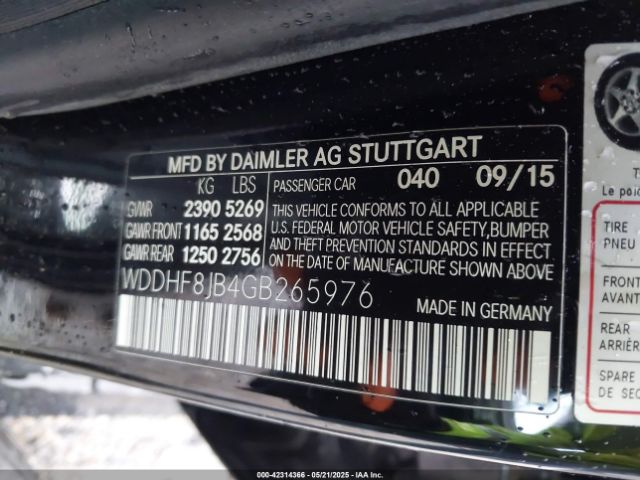 MFD BY DAIMLER AG STUTTGART
KG LBS
GVWR 2390 5269
GAWR FRONT 1165 2568
GAWR REAR 1250 2756
PASSENGER CAR 040 09/15
THIS VEHICLE CONFORMS TO ALL APPLICABLE
U.S. FEDERAL MOTOR VEHICLE SAFETY, BUMPER
AND THEFT PREVENTION STANDARDS IN EFFECT
ON THE DATE OF MANUFACTURE SHOWN ABOVE
WDDHF8JB4GB265976
MADE IN GERMANY
Le poid
TIRE
PNEU
FRONT
AVANT
REAR
ARRIÈR
SPARE
DE SEC
000-42314366 05/21/2025 IAAI.COM